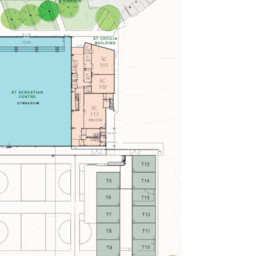 ST CECILIA
BUILDING
SC
101
SC
102
ST SEBASTIAN
CENTRE
GYMNASIUM
SC
113
T15
T5
T14
T6
T13
T7
T12
T8
T11
T9
T10